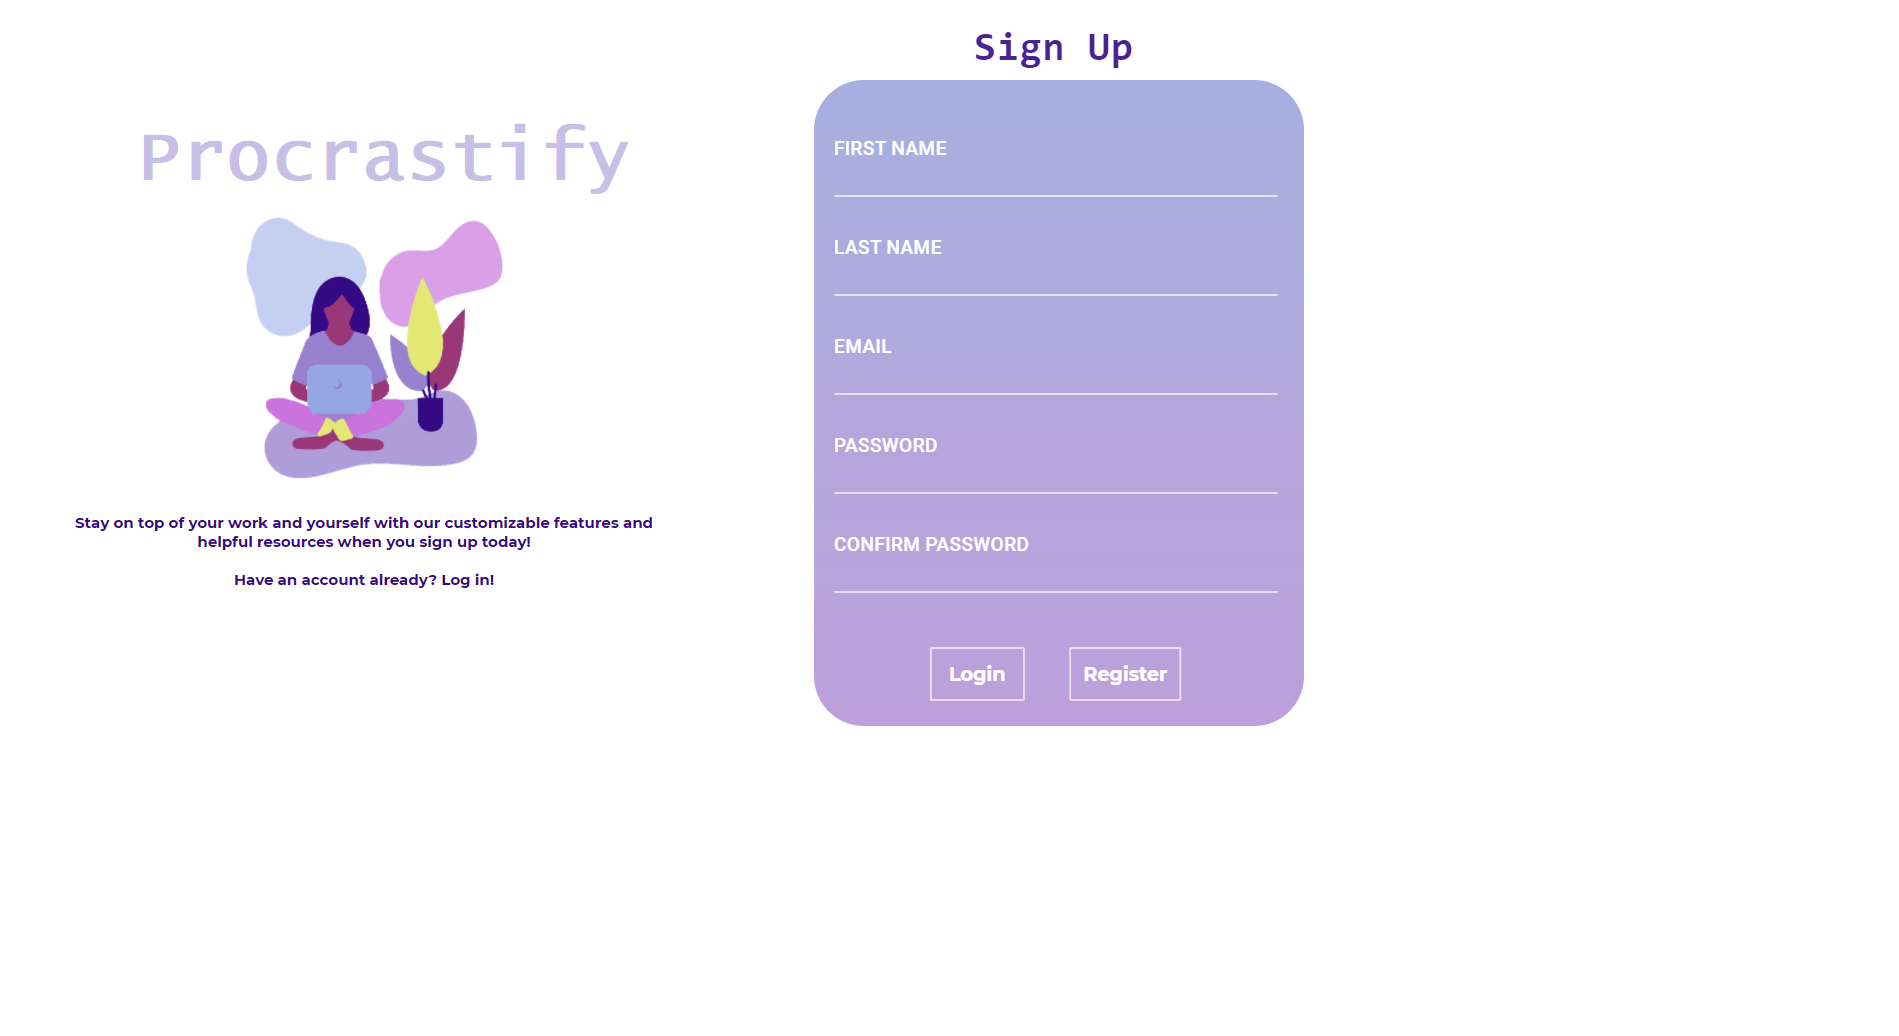 Procrastify
Stay on top of your work and yourself with our customizable features and
helpful resources when you sign up today!
Have an account already? Log in!
Sign Up
FIRST NAME
LAST NAME
EMAIL
PASSWORD
CONFIRM PASSWORD
Login
Register